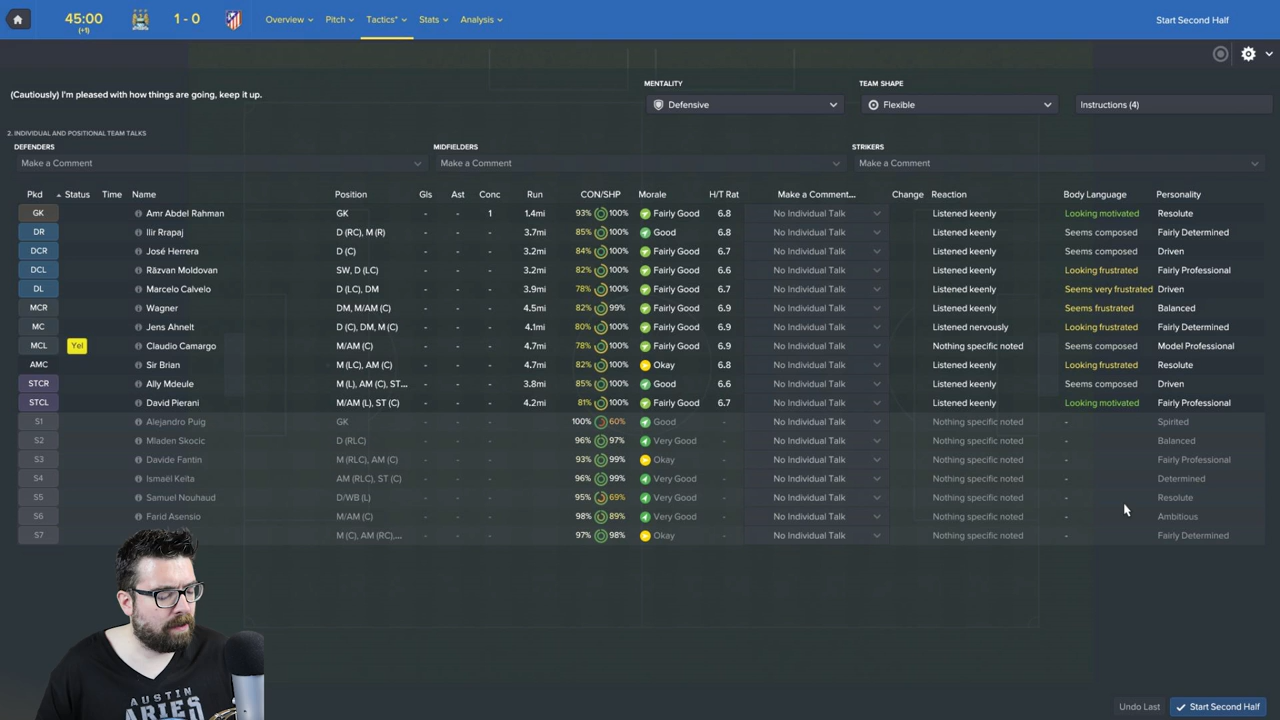 45:00 1 - 0 Overview Pitch Tactics* Stats Analysis Start Second Half
(+1)
MENTALITY TEAM SHAPE
(Cautiously) I'm pleased with how things are going, keep it up.
Defensive Flexible Instructions (4)
2. INDIVIDUAL AND POSITIONAL TEAM TALKS
DEFENDERS MIDFIELDERS STRIKERS
Make a Comment Make a Comment Make a Comment
Pkd Status Time Name Position Gls Ast Conc Run CON/SHP Morale H/T Rat Make a Comment... Change Reaction Body Language Personality
GK Amr Abdel Rahman GK - - 1 1.4mi 93% 100% Fairly Good 6.8 No Individual Talk Listened keenly Looking motivated Resolute
DR Ilir Rrapaj D (RC), M (R) - - - 3.7mi 85% 100% Good 6.8 No Individual Talk Listened keenly Seems composed Fairly Determined
DCR José Herrera D (C) - - - 3.2mi 84% 100% Fairly Good 6.7 No Individual Talk Listened keenly Seems composed Driven
DCL Răzvan Moldovan SW, D (LC) - - - 3.2mi 82% 100% Fairly Good 6.6 No Individual Talk Listened keenly Looking frustrated Fairly Professional
DL Marcelo Calvelo D (LC), DM - - - 3.9mi 78% 100% Fairly Good 6.7 No Individual Talk Listened keenly Seems very frustrated Driven
MCR Wagner DM, M/AM (C) - - - 4.5mi 82% 99% Fairly Good 6.9 No Individual Talk Listened keenly Seems frustrated Balanced
MC Jens Ahnelt D (C), DM, M (C) - - - 4.1mi 80% 100% Fairly Good 6.9 No Individual Talk Listened nervously Looking frustrated Fairly Determined
MCL Yel Claudio Camargo M/AM (C) - - - 4.7mi 78% 100% Fairly Good 6.9 No Individual Talk Nothing specific noted Seems composed Model Professional
AMC Sir Brian M (LC), AM (C) - - - 4.7mi 82% 100% Okay 6.8 No Individual Talk Listened keenly Looking frustrated Resolute
STCR Ally Mdeule M (L), AM (C), ST... - - - 3.8mi 85% 100% Good 6.6 No Individual Talk Listened keenly Seems composed Driven
STCL David Pierani M/AM (L), ST (C) - - - 4.2mi 81% 100% Fairly Good 6.7 No Individual Talk Listened keenly Looking motivated Fairly Professional
S1 Alejandro Puig GK - - - - 100% 60% Good - No Individual Talk Nothing specific noted - Spirited
S2 Mladen Skocic D (RLC) - - - - 96% 97% Very Good - No Individual Talk Nothing specific noted - Balanced
S3 Davide Fantin M (RLC), AM (C) - - - - 93% 99% Okay - No Individual Talk Nothing specific noted - Fairly Professional
S4 Ismaël Keita AM (RLC), ST (C) - - - - 96% 99% Very Good - No Individual Talk Nothing specific noted - Determined
S5 Samuel Nouhaud D/WB (L) - - - - 95% 69% Very Good - No Individual Talk Nothing specific noted - Resolute
S6 Farid Asensio M/AM (C) - - - - 98% 89% Very Good - No Individual Talk Nothing specific noted - Ambitious
S7 M (C), AM (RC),... - - - - 97% 98% Okay - No Individual Talk Nothing specific noted - Fairly Determined
AUSTIN
ARIES
Undo Last Start Second Half